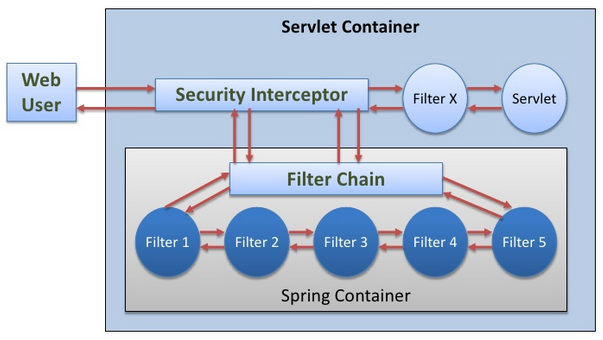 Servlet Container
Web
User
Security Interceptor
Filter X
Servlet
Filter Chain
Filter 1
Filter 2
Filter 3
Filter 4
Filter 5
Spring Container